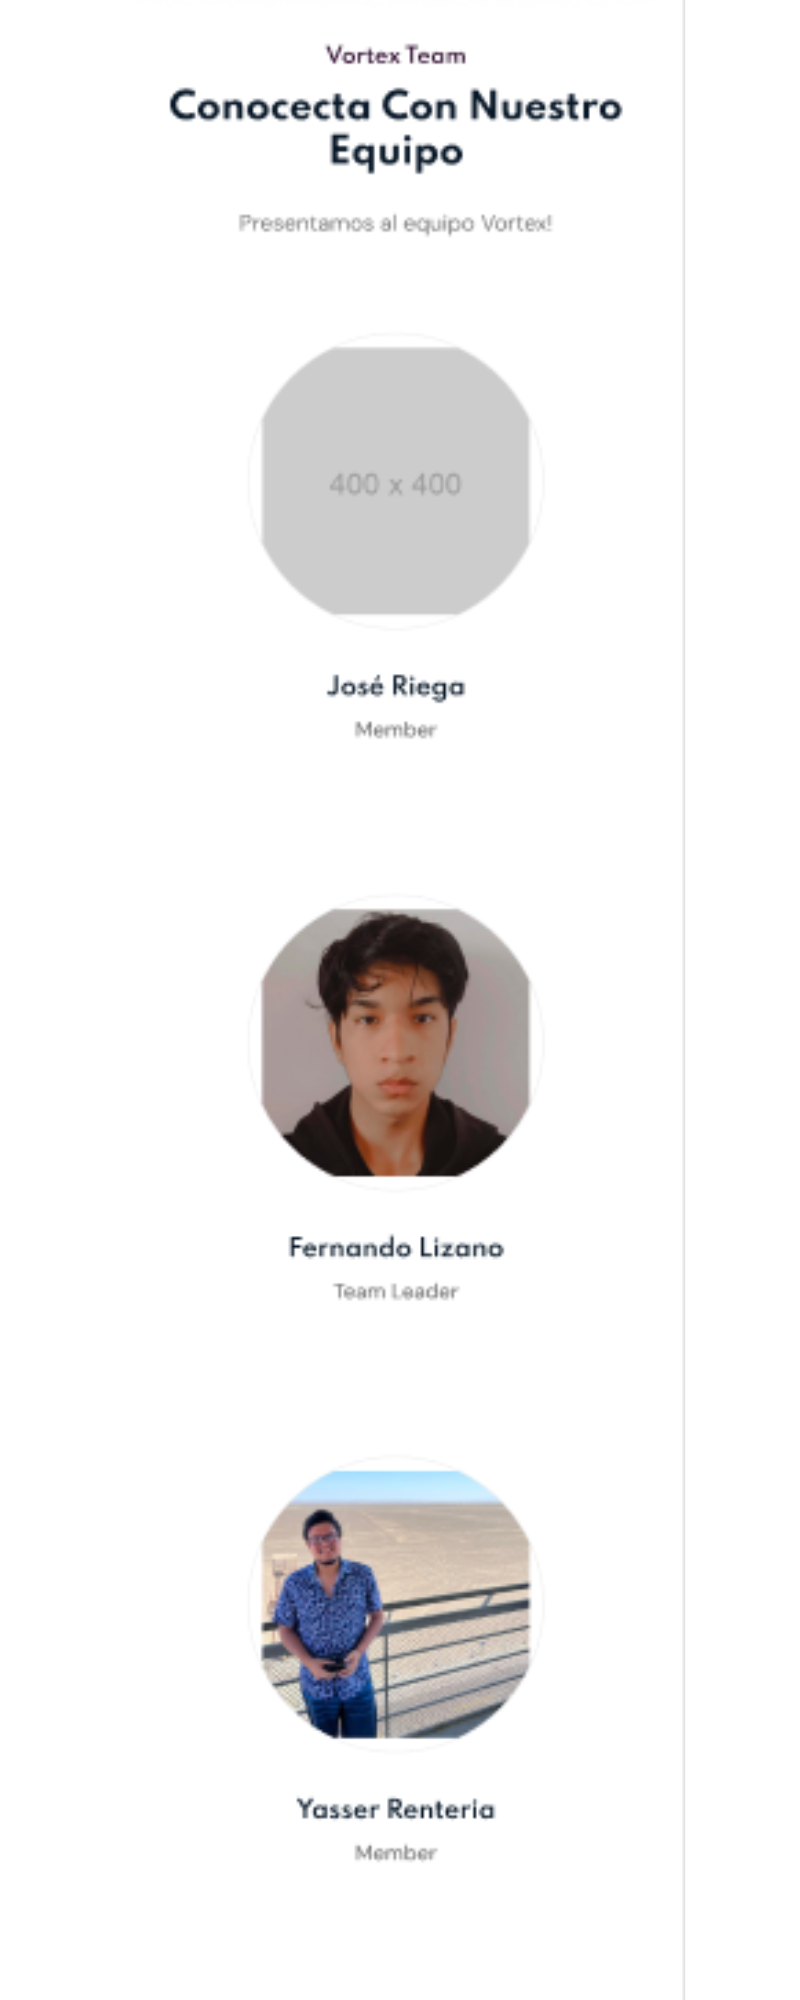 Vortex Team
Conocecta Con Nuestro
Equipo
Presentamos al equipo Vortex!
400 x 400
José Riega
Member
Fernando Lizano
Team Leader
Yasser Renteria
Member